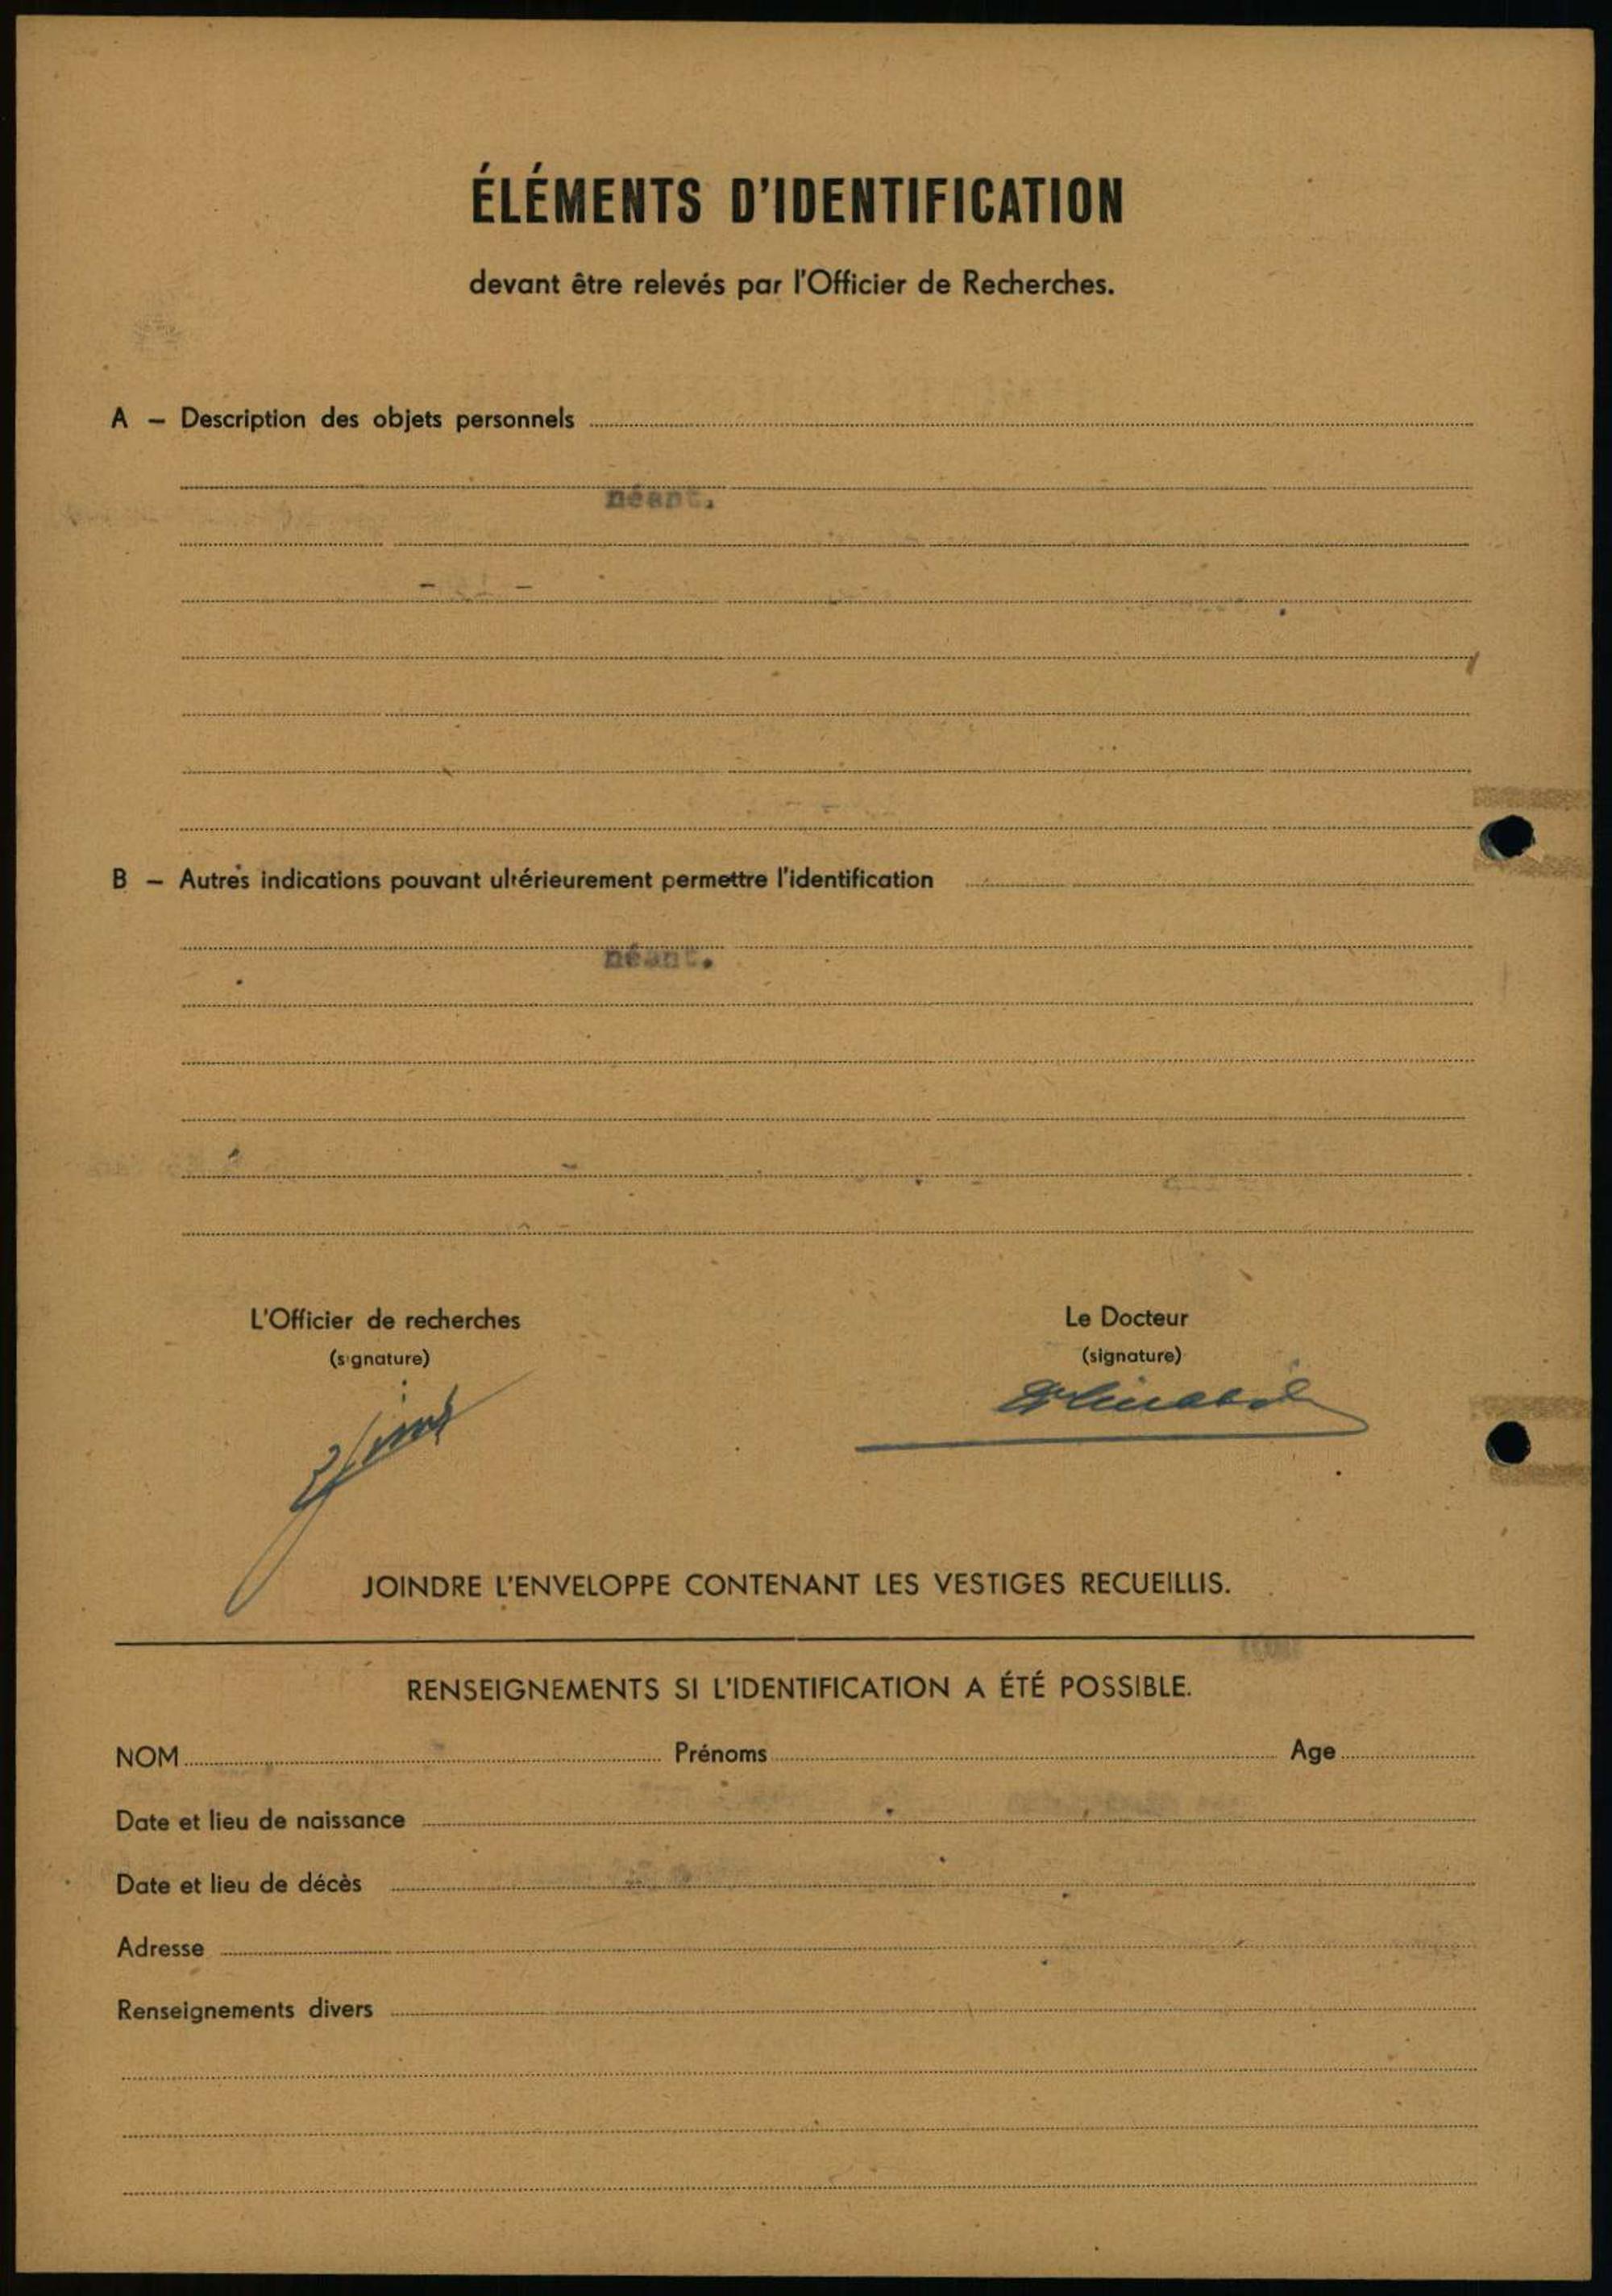 ÉLÉMENTS D'IDENTIFICATION
devant être relevés par l'Officier de Recherches.
A – Description des objets personnels
néant.
B – Autres indications pouvant ultérieurement permettre l'identification
néant.
L'Officier de recherches
(signature)
Le Docteur
(signature)
JOINDRE L'ENVELOPPE CONTENANT LES VESTIGES RECUEILLIS.
RENSEIGNEMENTS SI L'IDENTIFICATION A ÉTÉ POSSIBLE.
NOM Prénoms Age
Date et lieu de naissance
Date et lieu de décès
Adresse
Renseignements divers